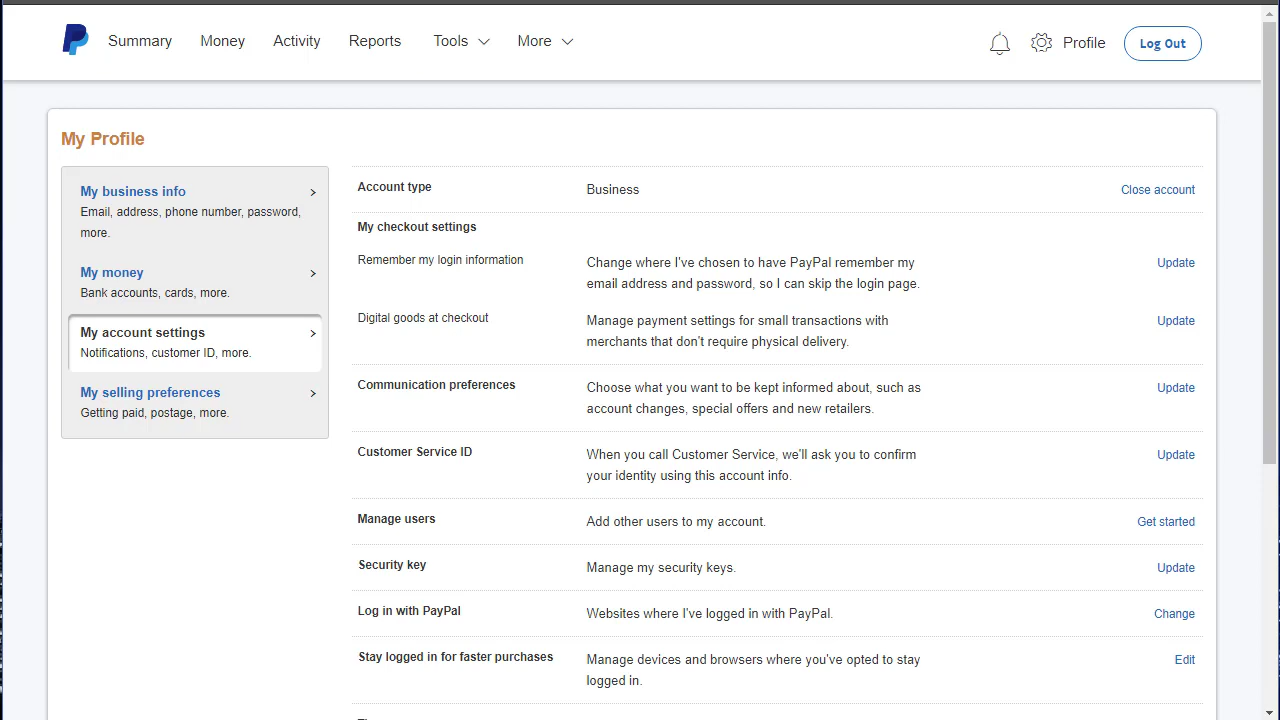 Summary Money Activity Reports Tools More Profile Log Out
My Profile
My business info
Email, address, phone number, password,
more.
My money
Bank accounts, cards, more.
My account settings
Notifications, customer ID, more.
My selling preferences
Getting paid, postage, more.
Account type Business Close account
My checkout settings
Remember my login information Change where I've chosen to have PayPal remember my Update
email address and password, so I can skip the login page.
Digital goods at checkout Manage payment settings for small transactions with Update
merchants that don't require physical delivery.
Communication preferences Choose what you want to be kept informed about, such as Update
account changes, special offers and new retailers.
Customer Service ID When you call Customer Service, we'll ask you to confirm Update
your identity using this account info.
Manage users Add other users to my account. Get started
Security key Manage my security keys. Update
Log in with PayPal Websites where I've logged in with PayPal. Change
Stay logged in for faster purchases Manage devices and browsers where you've opted to stay Edit
logged in.